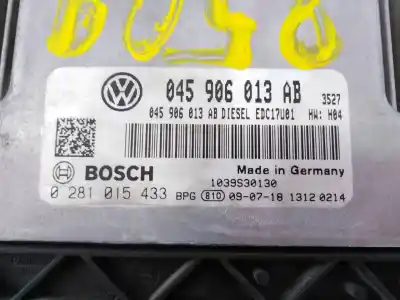 8508
045 906 013 AB 3527
045 906 013 AB DIESEL EDC17U01 HW: H04
BOSCH
Made in Germany
1039S30130
0 281 015 433 BPG 810 09-07-18 1312 0214